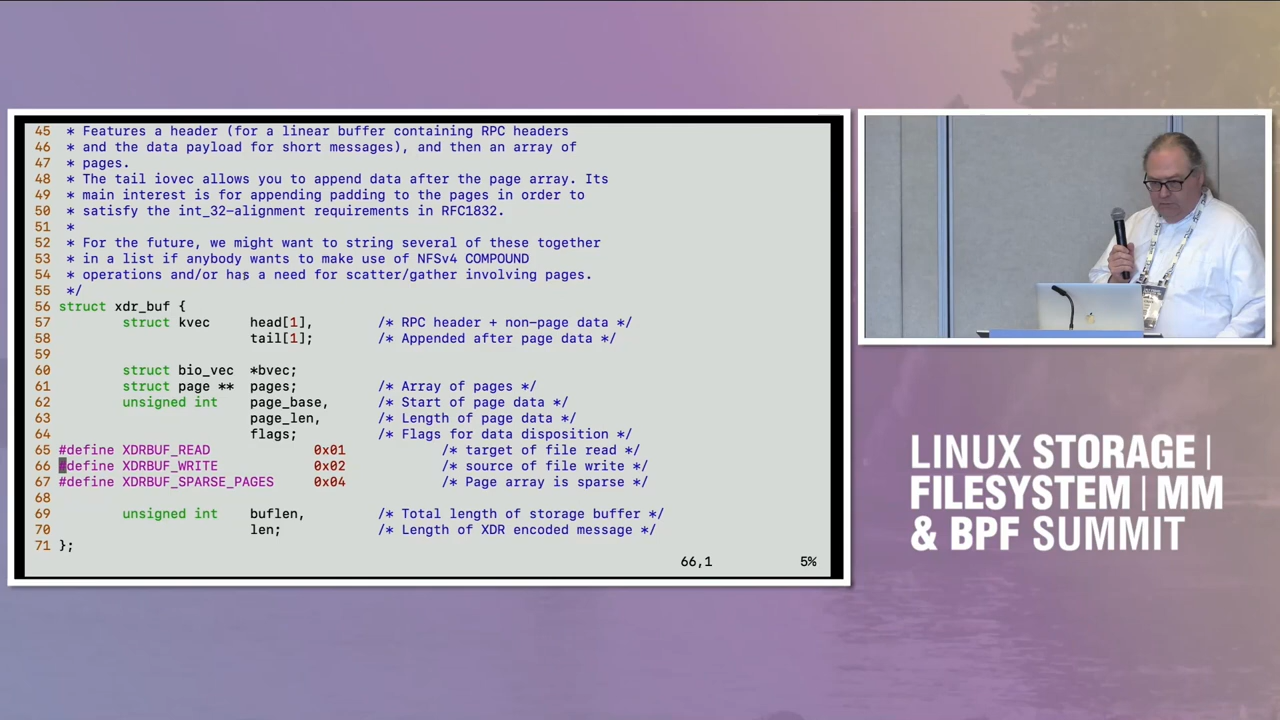 45  * Features a header (for a linear buffer containing RPC headers
46  * and the data payload for short messages), and then an array of
47  * pages.
48  * The tail iovec allows you to append data after the page array. Its
49  * main interest is for appending padding to the pages in order to
50  * satisfy the int_32-alignment requirements in RFC1832.
51  *
52  * For the future, we might want to string several of these together
53  * in a list if anybody wants to make use of NFSv4 COMPOUND
54  * operations and/or has a need for scatter/gather involving pages.
55  */
56 struct xdr_buf {
57         struct kvec     head[1],        /* RPC header + non-page data */
58                         tail[1];        /* Appended after page data */
59
60         struct bio_vec  *bvec;
61         struct page **  pages;          /* Array of pages */
62         unsigned int    page_base,      /* Start of page data */
63                         page_len,       /* Length of page data */
64                         flags;          /* Flags for data disposition */
65 #define XDRBUF_READ             0x01            /* target of file read */
66 #define XDRBUF_WRITE            0x02            /* source of file write */
67 #define XDRBUF_SPARSE_PAGES     0x04            /* Page array is sparse */
68
69         unsigned int    buflen,         /* Total length of storage buffer */
70                         len;            /* Length of XDR encoded message */
71 };
66,1 5%
LINUX STORAGE |
FILESYSTEM | MM
& BPF SUMMIT